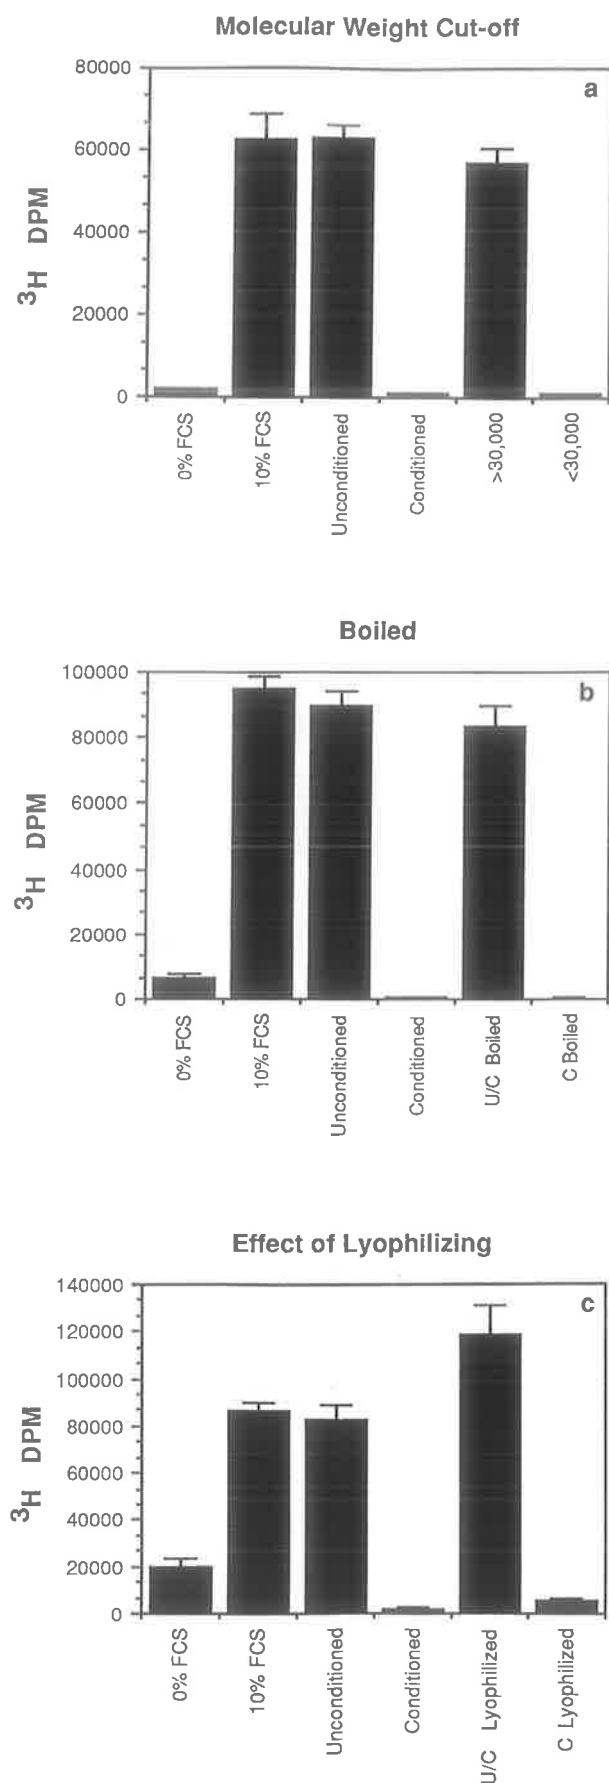 Molecular Weight Cut-off
a
80000
60000
40000
20000
0
3H DPM
0% FCS
10% FCS
Unconditioned
Conditioned
>30,000
<30,000
Boiled
b
100000
80000
60000
40000
20000
0
3H DPM
0% FCS
10% FCS
Unconditioned
Conditioned
U/C Boiled
C Boiled
Effect of Lyophilizing
c
140000
120000
100000
80000
60000
40000
20000
0
3H DPM
0% FCS
10% FCS
Unconditioned
Conditioned
U/C Lyophilized
C Lyophilized